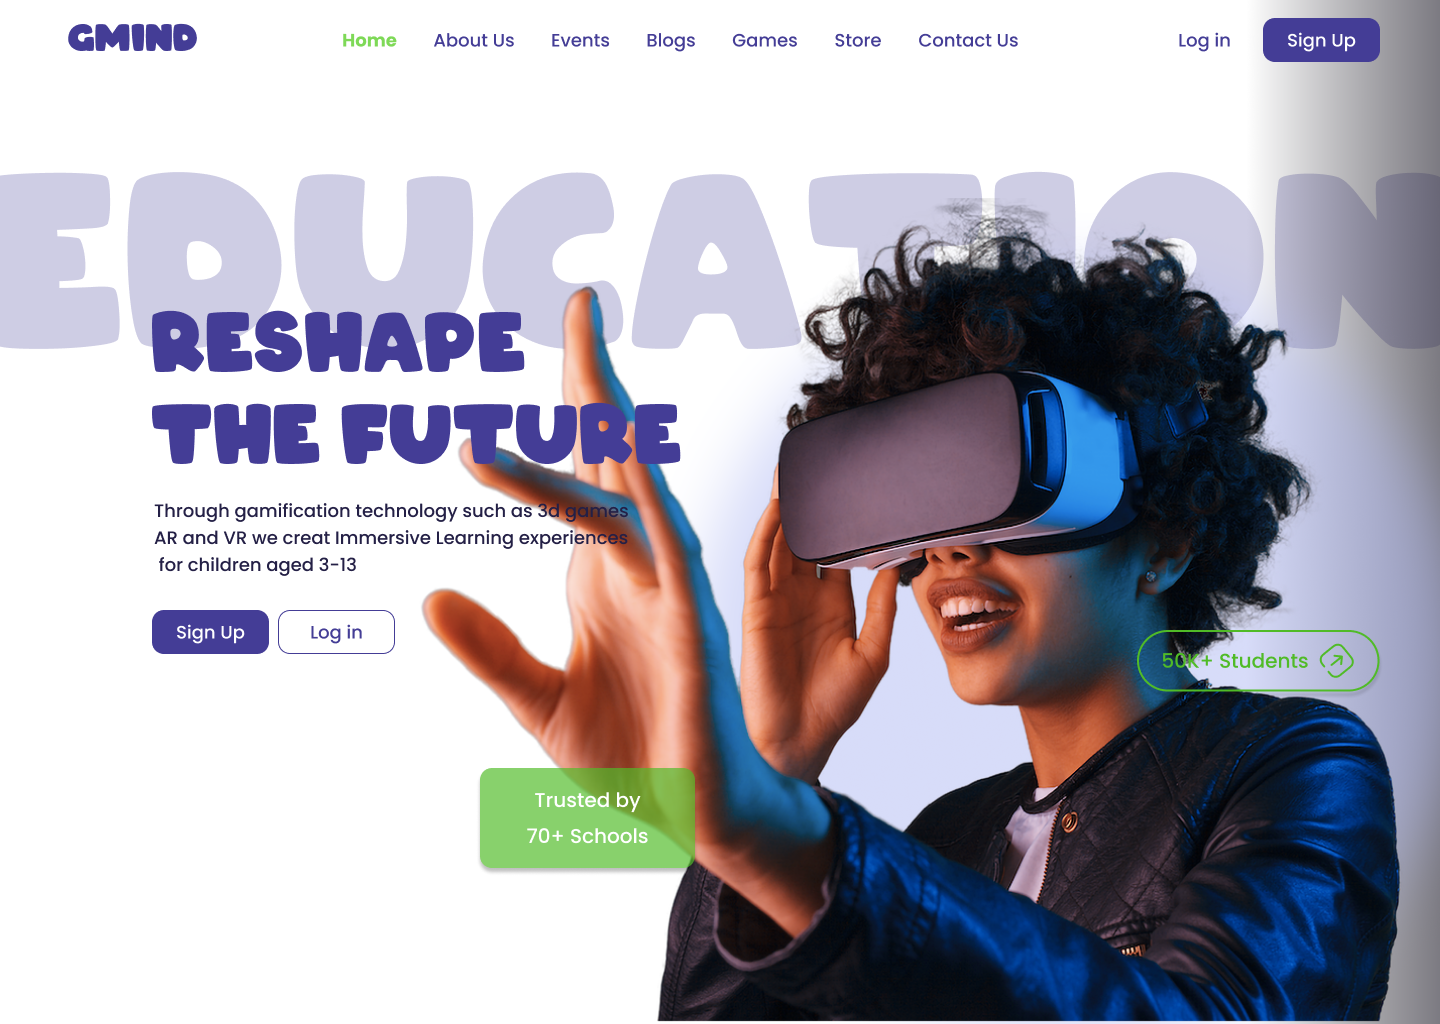 GMIND
Home About Us Events Blogs Games Store Contact Us Log in Sign Up
EDUCATION
RESHAPE
THE FUTURE
Through gamification technology such as 3d games
AR and VR we creat Immersive Learning experiences
for children aged 3-13
Sign Up Log in
50K+ Students
Trusted by
70+ Schools